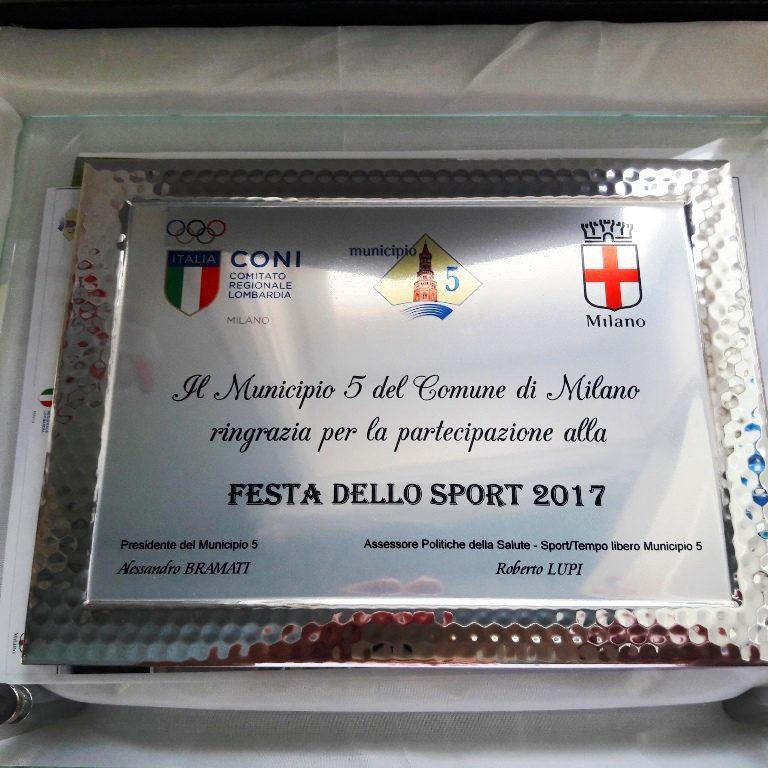 ITALIA
CONI
COMITATO
REGIONALE
LOMBARDIA
MILANO
municipio
5
Milano
Il Municipio 5 del Comune di Milano
ringrazia per la partecipazione alla
FESTA DELLO SPORT 2017
Presidente del Municipio 5
Alessandro BRAMATI
Assessore Politiche della Salute - Sport/Tempo libero Municipio 5
Roberto LUPI